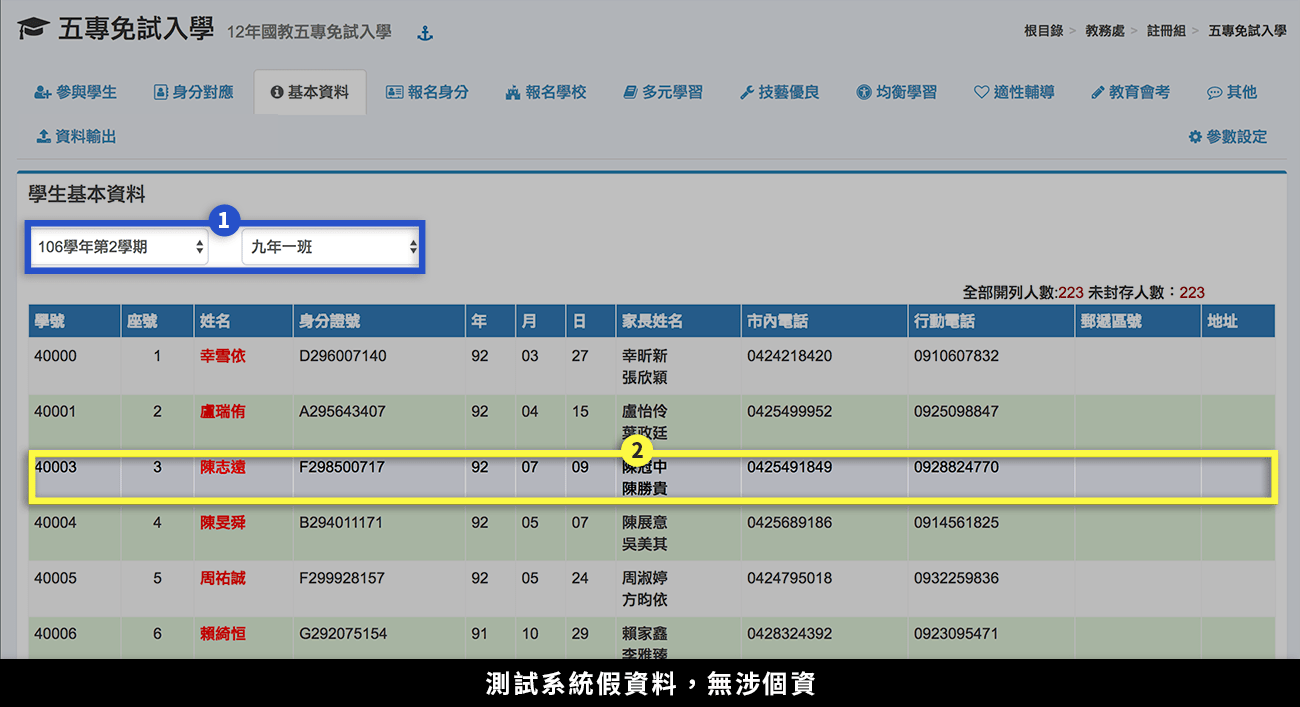 五專免試入學 12年國教五專免試入學
根目錄 > 教務處 > 註冊組 > 五專免試入學
參與學生 身分對應 基本資料 報名身分 報名學校 多元學習 技藝優良 均衡學習 適性輔導 教育會考 其他
資料輸出 參數設定
學生基本資料
1
106學年第2學期 九年一班
全部開列人數:223 未封存人數：223
學號 座號 姓名 身分證號 年 月 日 家長姓名 市內電話 行動電話 郵遞區號 地址
40000 1 幸雪依 D296007140 92 03 27 幸昕新 0424218420 0910607832
張欣穎
40001 2 盧瑞侑 A295643407 92 04 15 盧怡伶 0425499952 0925098847
葉政廷
2
40003 3 陳志遠 F298500717 92 07 09 陳冠中 0425491849 0928824770
陳勝貴
40004 4 陳旻舜 B294011171 92 05 07 陳展意 0425689186 0914561825
吳美其
40005 5 周祐誠 F299928157 92 05 24 周淑婷 0424795018 0932259836
方昀依
40006 6 賴綺恒 G292075154 91 10 29 賴家鑫 0428324392 0923095471
李雅臻
測試系統假資料，無涉個資